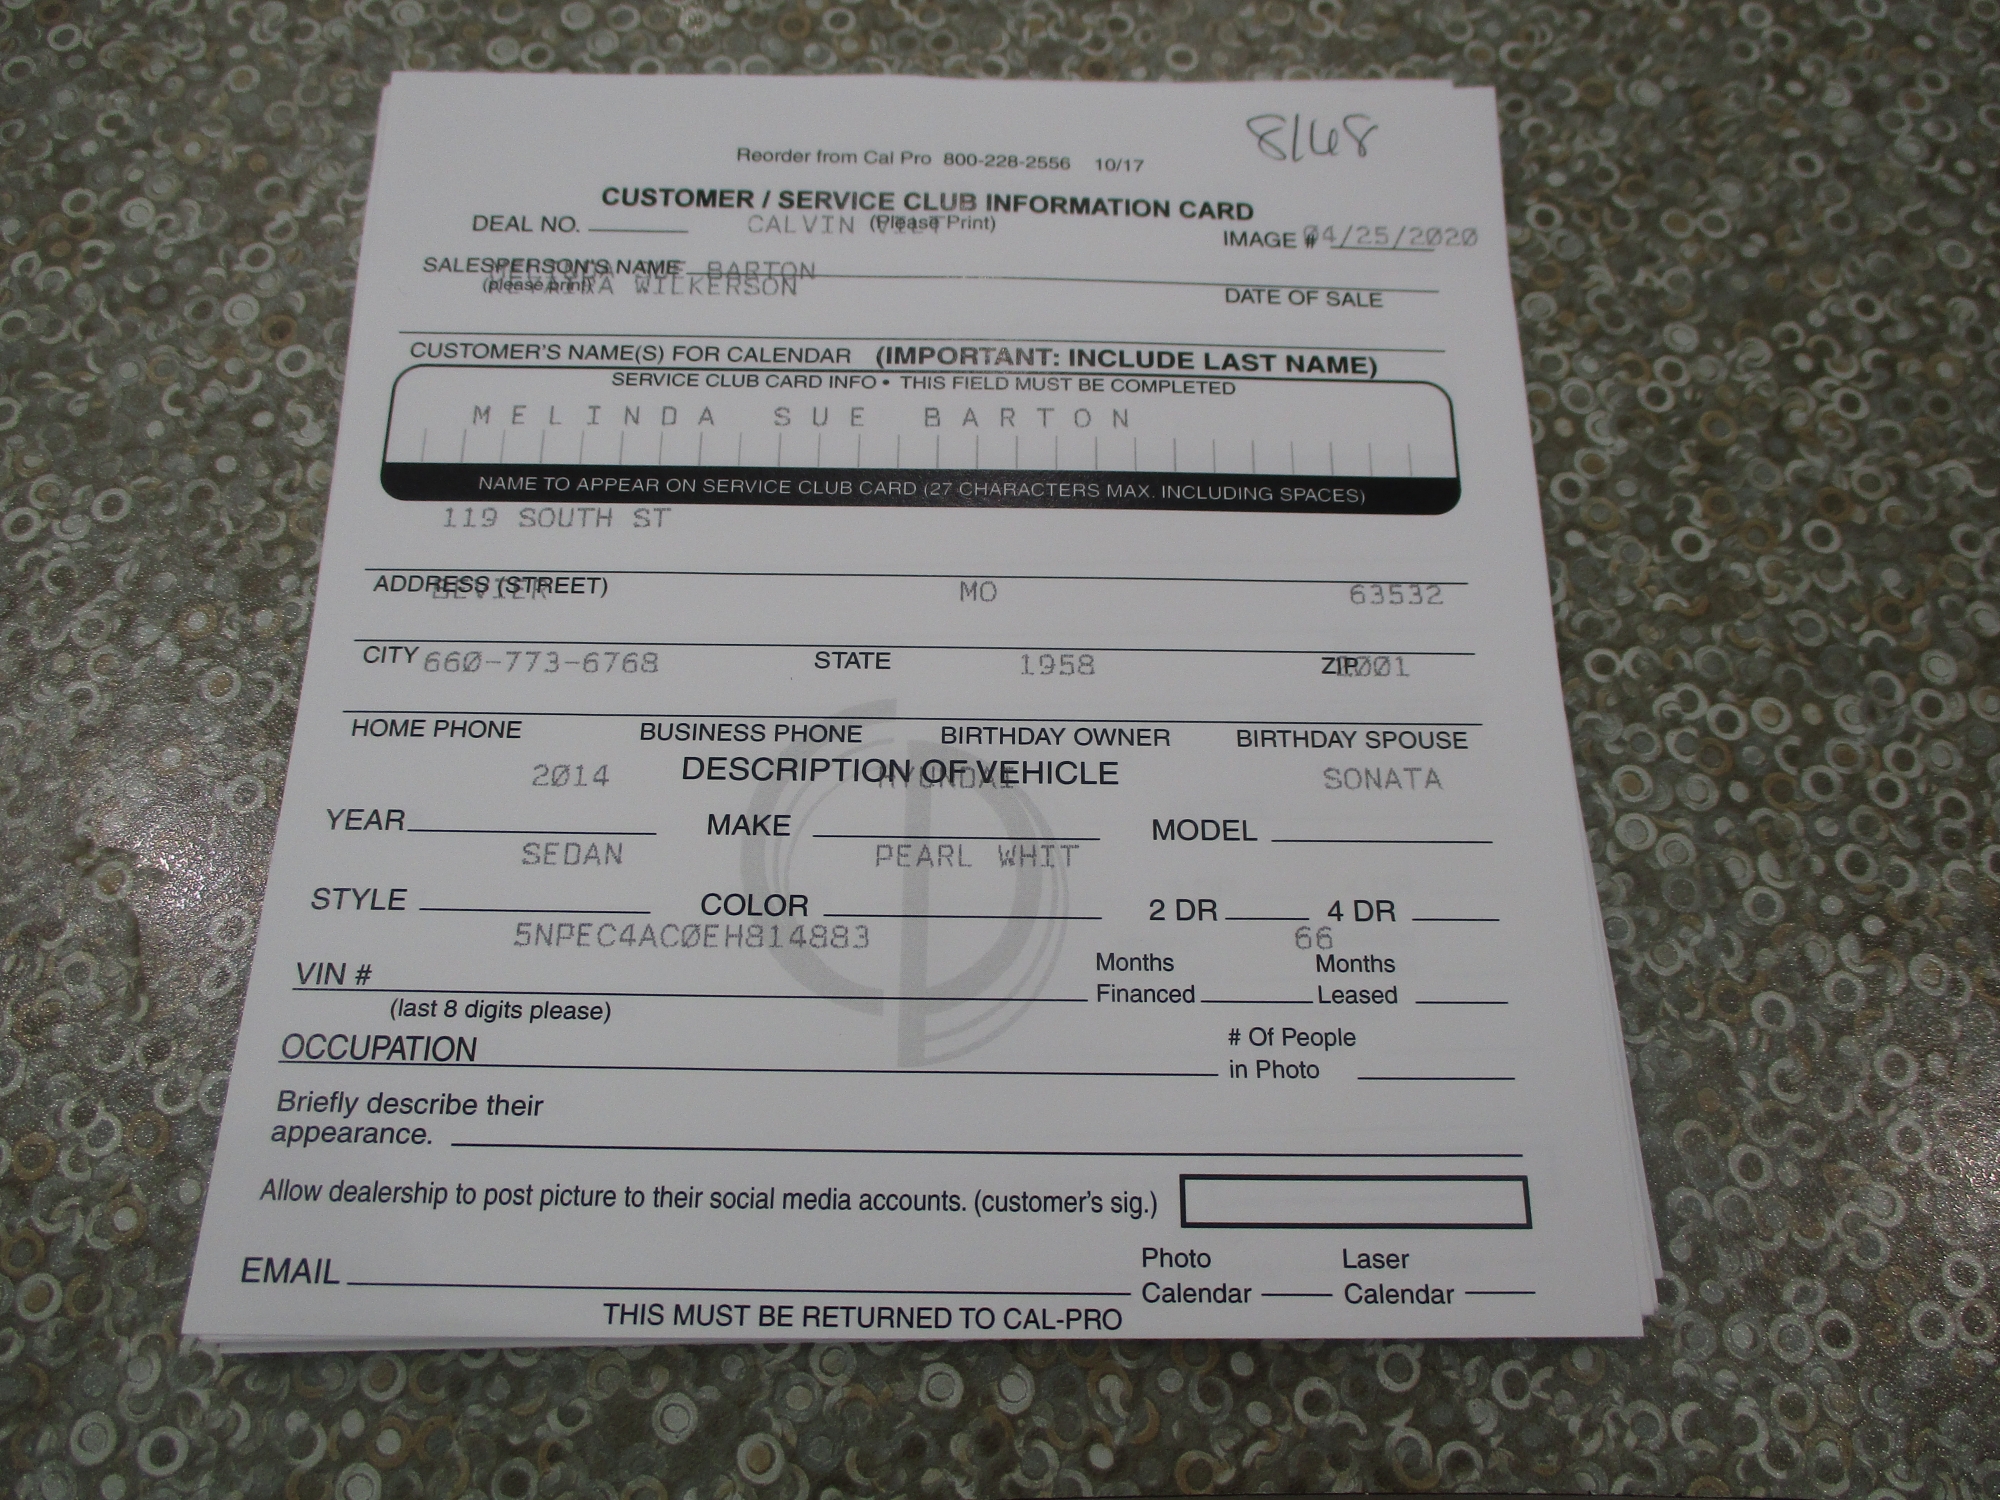 8148
Reorder from Cal Pro 800-228-2556 10/17
CUSTOMER / SERVICE CLUB INFORMATION CARD
DEAL NO. CALVIN (Please Print)
IMAGE # 04/25/2020
SALESPERSON'S NAME SUE BARTON
(please print) WILKERSON
DATE OF SALE
CUSTOMER'S NAME(S) FOR CALENDAR (IMPORTANT: INCLUDE LAST NAME)
SERVICE CLUB CARD INFO • THIS FIELD MUST BE COMPLETED
MELINDA SUE BARTON
NAME TO APPEAR ON SERVICE CLUB CARD (27 CHARACTERS MAX. INCLUDING SPACES)
119 SOUTH ST
ADDRESS (STREET) BEVIER MO 63532
CITY 660-773-6768 STATE 1958 ZIP
HOME PHONE BUSINESS PHONE BIRTHDAY OWNER BIRTHDAY SPOUSE
2014 DESCRIPTION OF VEHICLE HYUNDAI SONATA
YEAR MAKE MODEL
SEDAN PEARL WHIT
STYLE COLOR 2 DR 4 DR
5NPEC4AC0EH814883 66
VIN # Months Financed Months Leased
(last 8 digits please)
OCCUPATION # Of People in Photo
Briefly describe their
appearance.
Allow dealership to post picture to their social media accounts. (customer's sig.)
EMAIL Photo Calendar Laser Calendar
THIS MUST BE RETURNED TO CAL-PRO